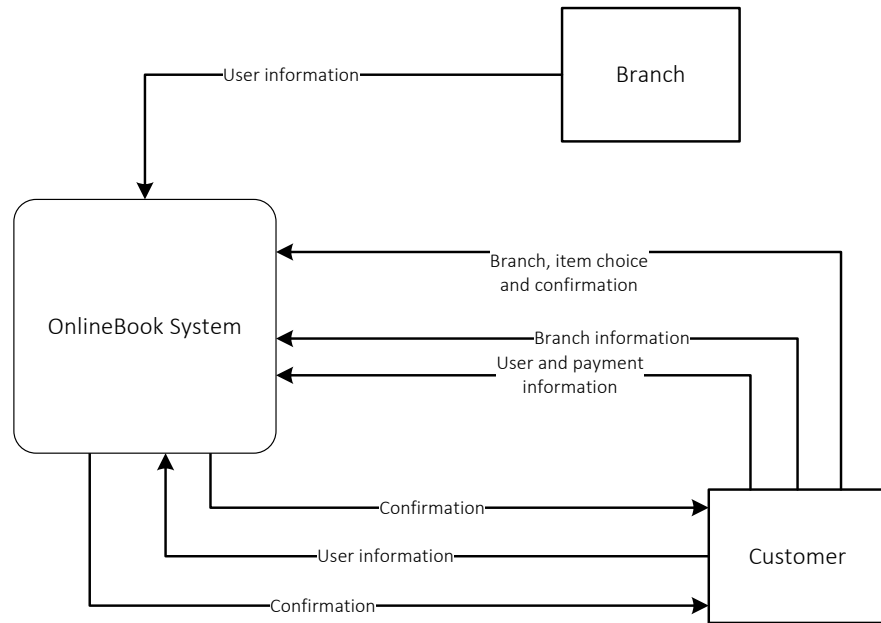 User information
Branch
Branch, item choice
and confirmation
OnlineBook System
Branch information
User and payment
information
Confirmation
User information
Customer
Confirmation